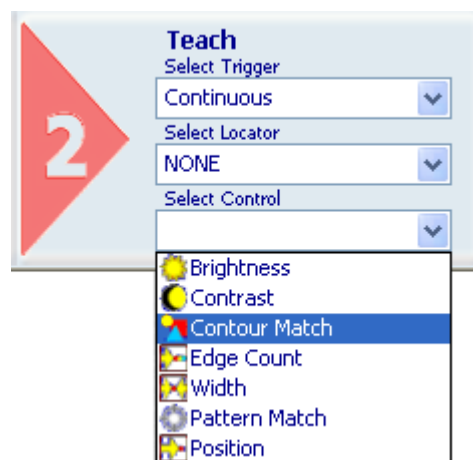 Teach
Select Trigger
Continuous
2
Select Locator
NONE
Select Control
Brightness
Contrast
Contour Match
Edge Count
Width
Pattern Match
Position